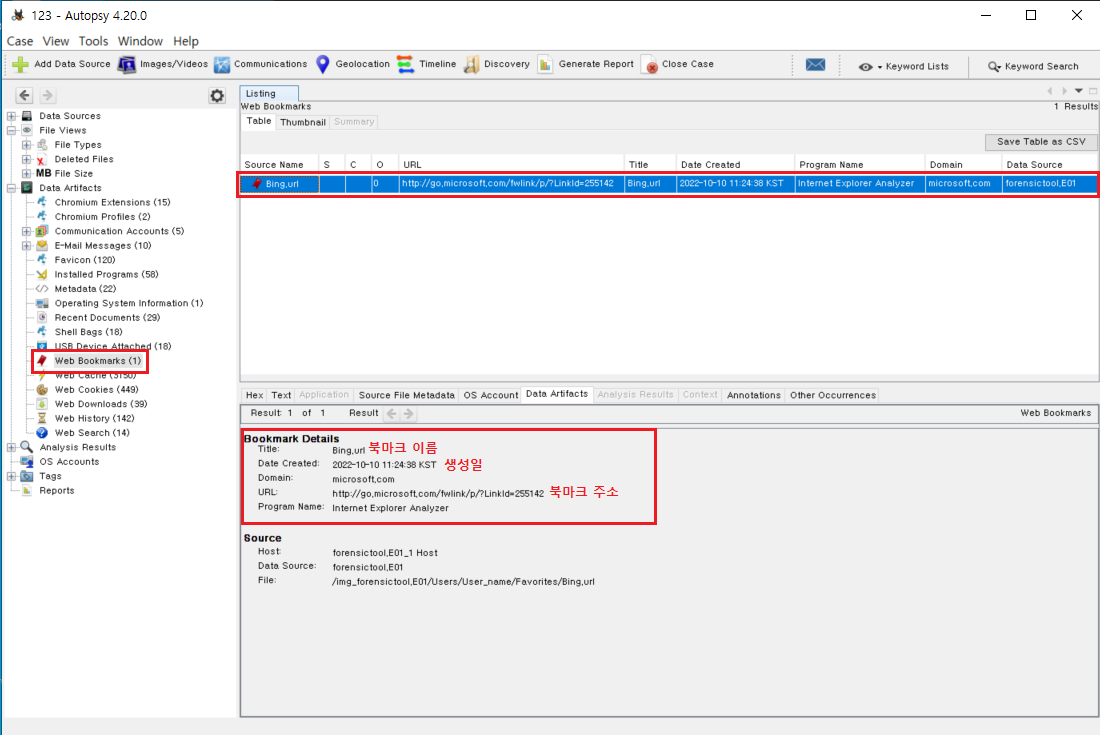 123 - Autopsy 4.20.0
Case View Tools Window Help
Add Data Source Images/Videos Communications Geolocation Timeline Discovery Generate Report Close Case Keyword Lists Keyword Search
Listing
Web Bookmarks
1 Results
Table Thumbnail Summary
Save Table as CSV
Source Name S C O URL Title Date Created Program Name Domain Data Source
Bing,url 0 http://go,microsoft,com/fwlink/p/?LinkId=255142 Bing,url 2022-10-10 11:24:38 KST Internet Explorer Analyzer microsoft,com forensictool,E01
Data Sources
File Views
File Types
Deleted Files
MB File Size
Data Artifacts
Chromium Extensions (15)
Chromium Profiles (2)
Communication Accounts (5)
E-Mail Messages (10)
Favicon (120)
Installed Programs (58)
Metadata (22)
Operating System Information (1)
Recent Documents (29)
Shell Bags (18)
USB Device Attached (18)
Web Bookmarks (1)
Web Cache (3150)
Web Cookies (449)
Web Downloads (39)
Web History (142)
Web Search (14)
Analysis Results
OS Accounts
Tags
Reports
Hex Text Application Source File Metadata OS Account Data Artifacts Analysis Results Context Annotations Other Occurrences
Result: 1 of 1 Result Web Bookmarks
Bookmark Details
Title: Bing,url 북마크 이름
Date Created: 2022-10-10 11:24:38 KST 생성일
Domain: microsoft,com
URL: http://go,microsoft,com/fwlink/p/?LinkId=255142 북마크 주소
Program Name: Internet Explorer Analyzer
Source
Host: forensictool,E01_1 Host
Data Source: forensictool,E01
File: /img_forensictool,E01/Users/User_name/Favorites/Bing,url